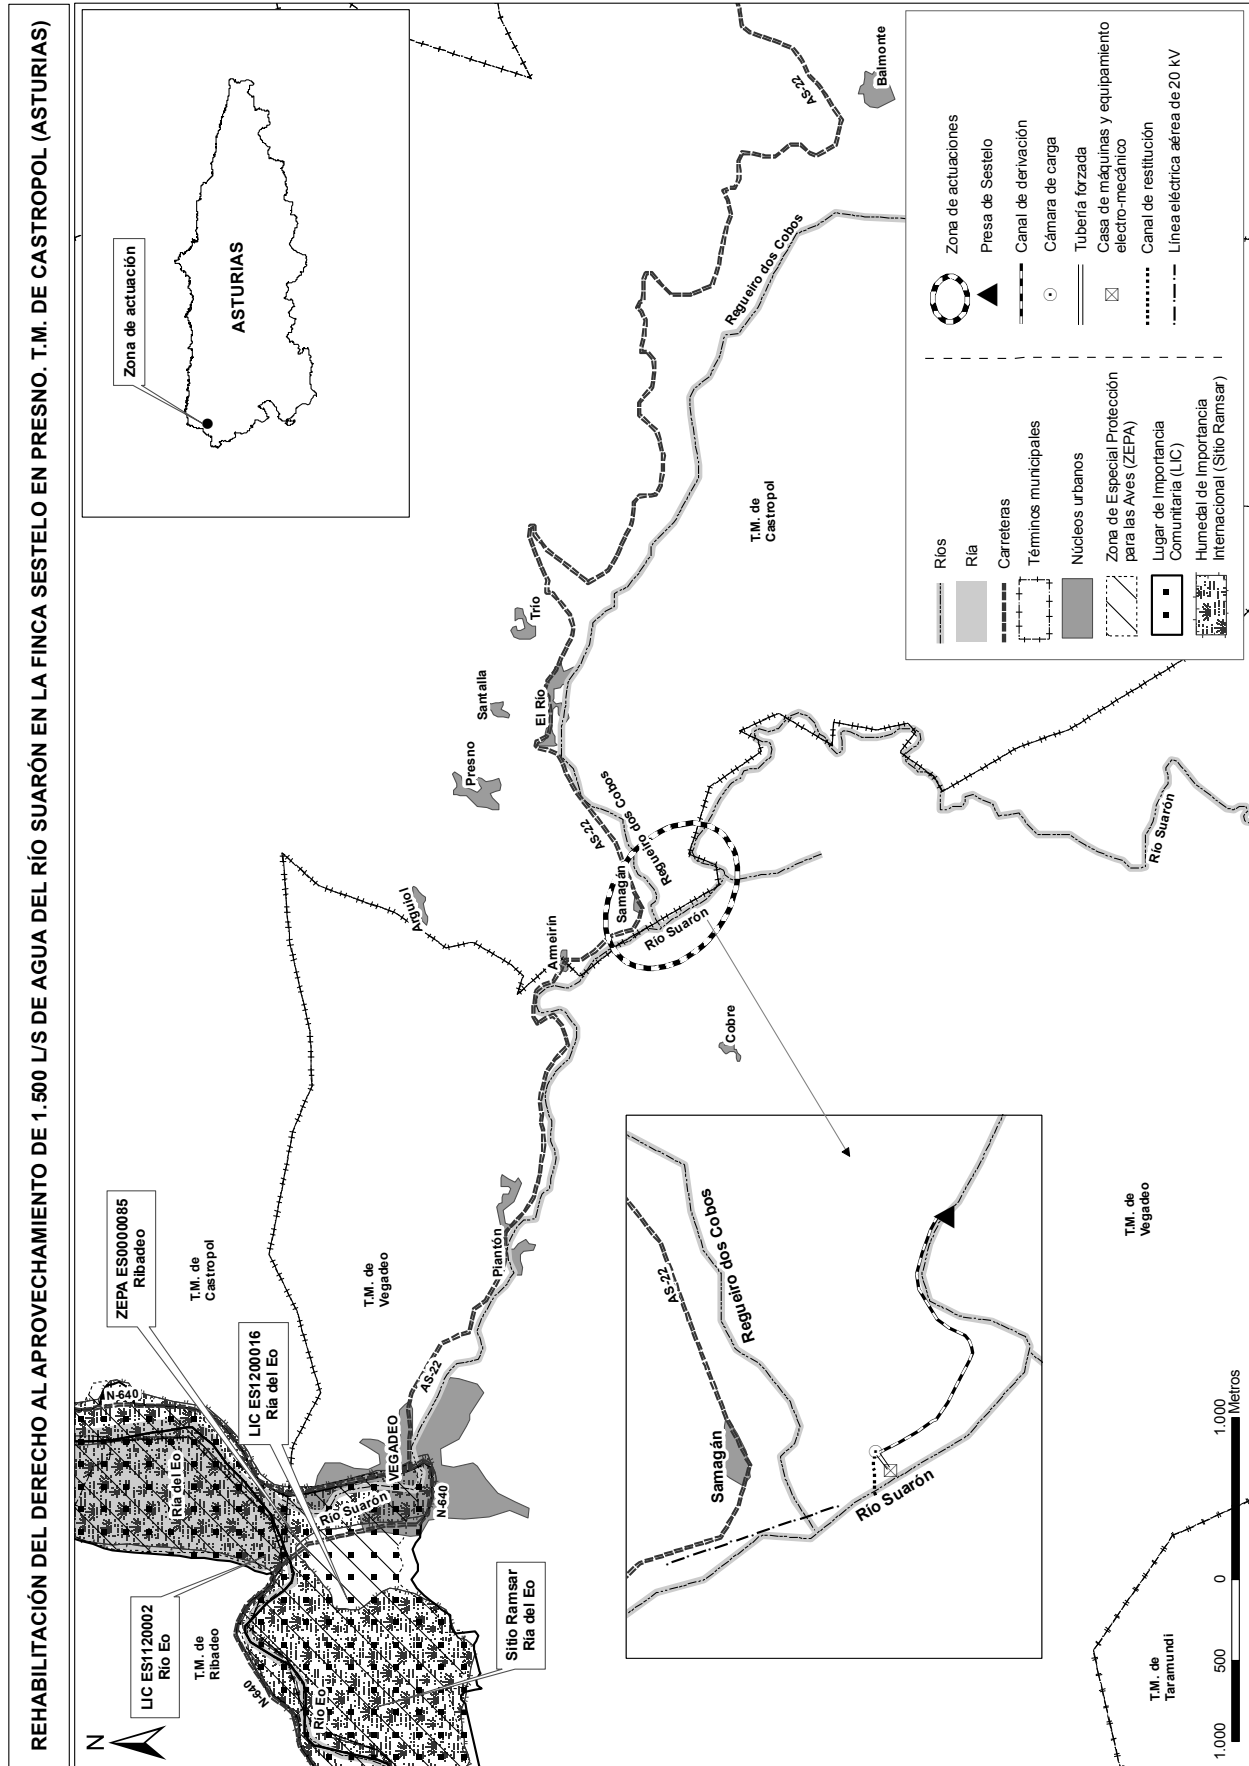 REHABILITACIÓN DEL DERECHO AL APROVECHAMIENTO DE 1.500 L/S DE AGUA DEL RÍO SUARÓN EN LA FINCA SESTELO EN PRESNO. T.M. DE CASTROPOL (ASTURIAS)
N
LIC ES1120002
Río Eo
ZEPA ES0000085
Ribadeo
LIC ES1200016
Ría del Eo
Sitio Ramsar
Ría del Eo
T.M. de
Ribadeo
T.M. de
Castropol
T.M. de
Vegadeo
N-640
Ría del Eo
N-640
Río Eo
Río Suarón
VEGADEO
N-640
AS-22
Piantón
Armeirín
Arguiol
Presno
Santalla
El Río
Trío
AS-22
Samagán
Regueiro dos Cobos
Río Suarón
Cobre
Regueiro dos Cobos
AS-22
Balmonte
T.M. de
Castropol
Río Suarón
T.M. de
Vegadeo
T.M. de
Taramundi
Zona de actuación
ASTURIAS
AS-22
Regueiro dos Cobos
Samagán
Río Suarón
1.000
500
0
1.000
Metros
Ríos
Ría
Carreteras
Términos municipales
Núcleos urbanos
Zona de Especial Protección
para las Aves (ZEPA)
Lugar de Importancia
Comunitaria (LIC)
Humedal de Importancia
Internacional (Sitio Ramsar)
Zona de actuaciones
Presa de Sestelo
Canal de derivación
Cámara de carga
Tubería forzada
Casa de máquinas y equipamiento
electro-mecánico
Canal de restitución
Línea eléctrica aérea de 20 kV